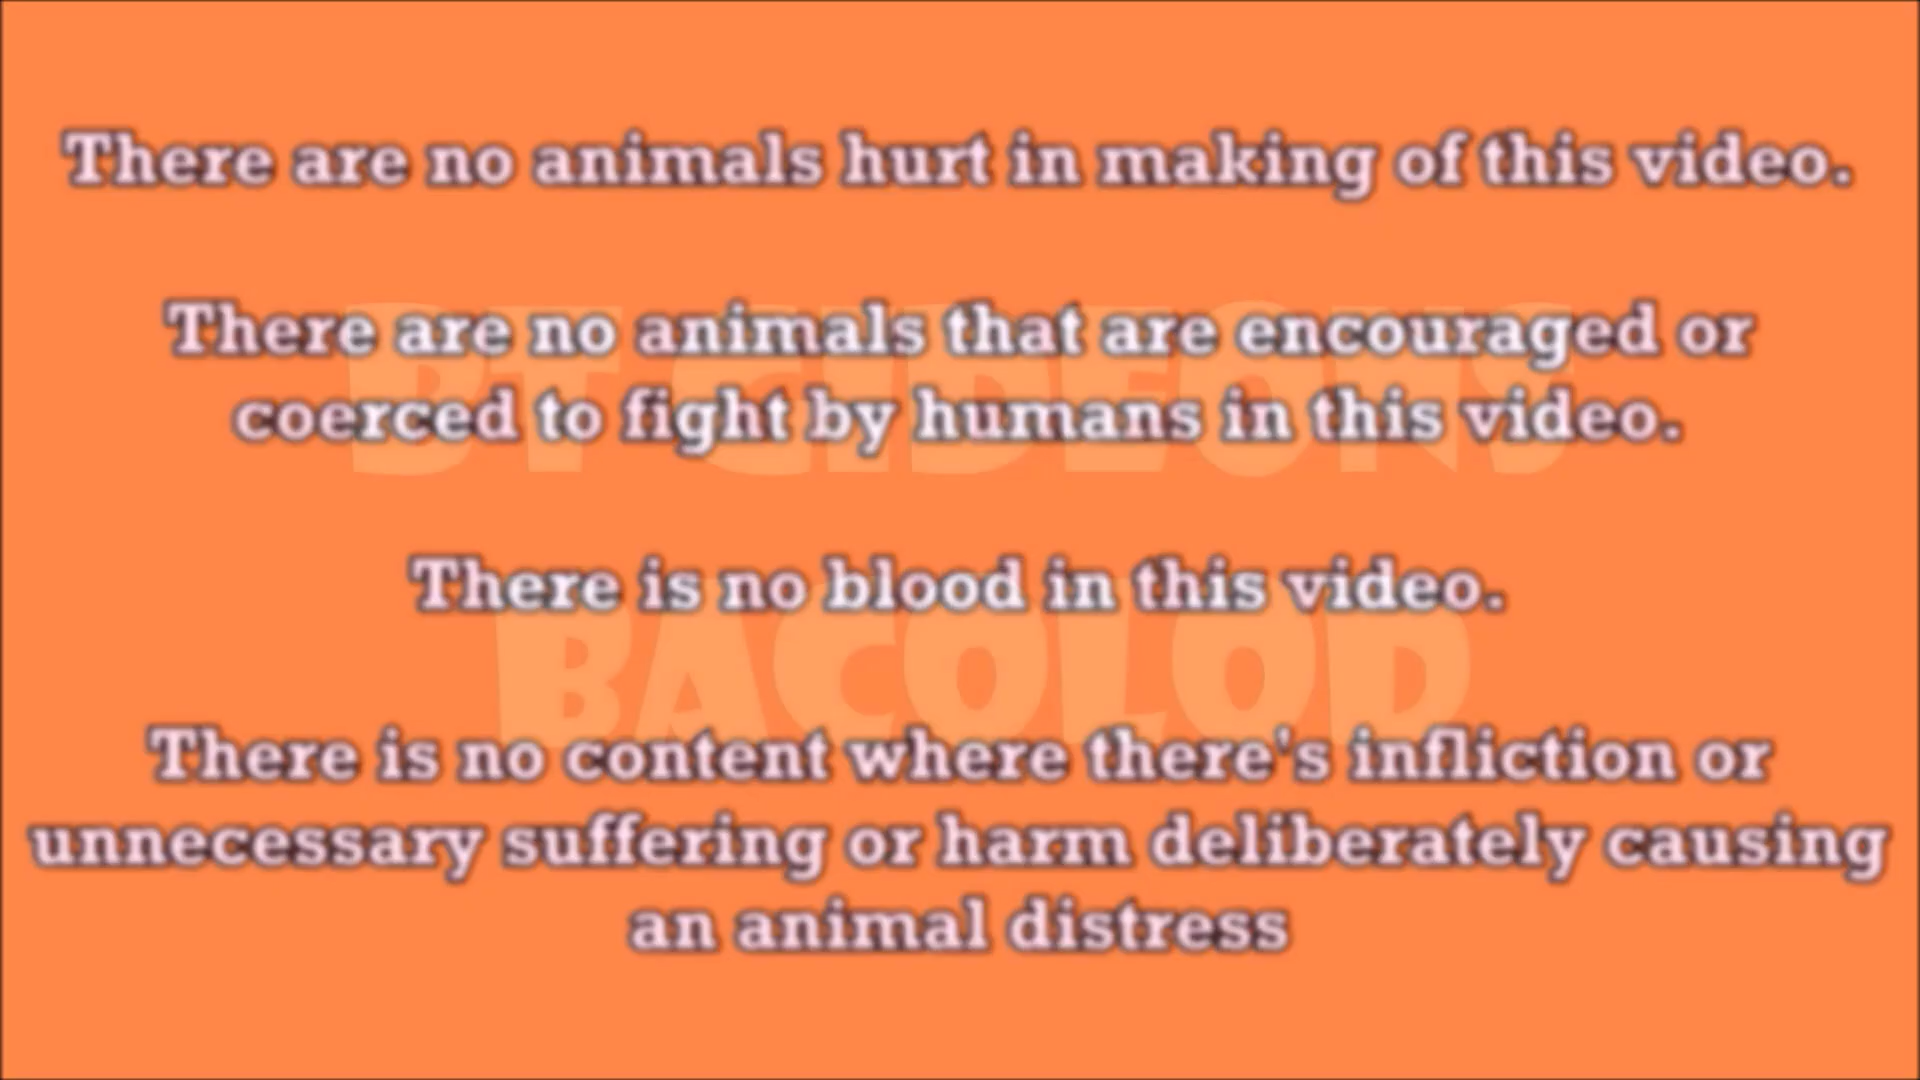 There are no animals hurt in making of this video.
There are no animals that are encouraged or
coerced to fight by humans in this video.
BT GIDEONS
There is no blood in this video.
BACOLOD
There is no content where there's infliction or
unnecessary suffering or harm deliberately causing
an animal distress